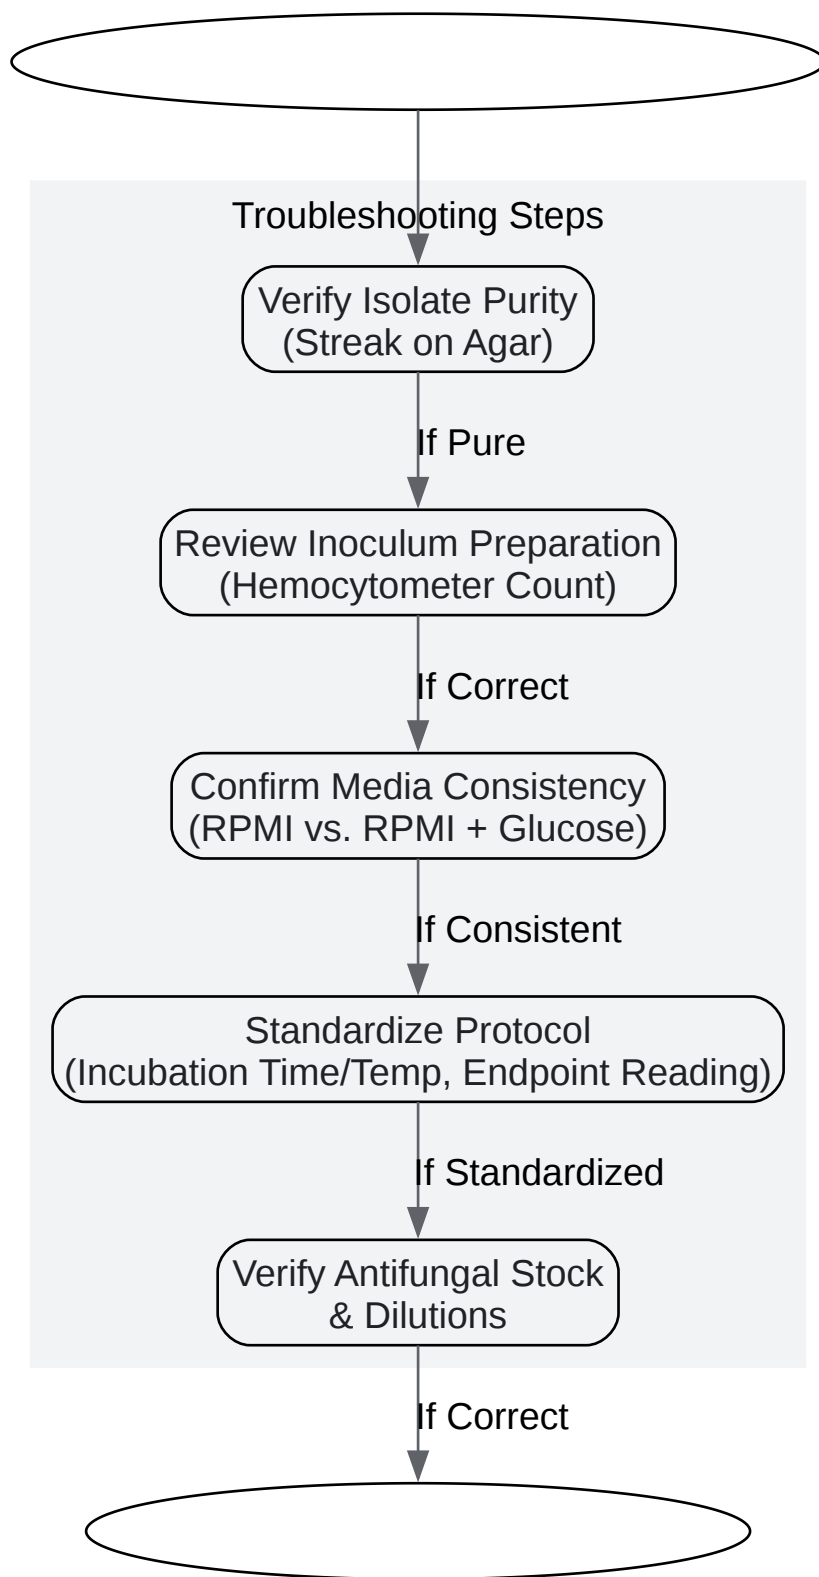 Troubleshooting Steps
Verify Isolate Purity
(Streak on Agar)
If Pure
Review Inoculum Preparation
(Hemocytometer Count)
If Correct
Confirm Media Consistency
(RPMI vs. RPMI + Glucose)
If Consistent
Standardize Protocol
(Incubation Time/Temp, Endpoint Reading)
If Standardized
Verify Antifungal Stock
& Dilutions
If Correct